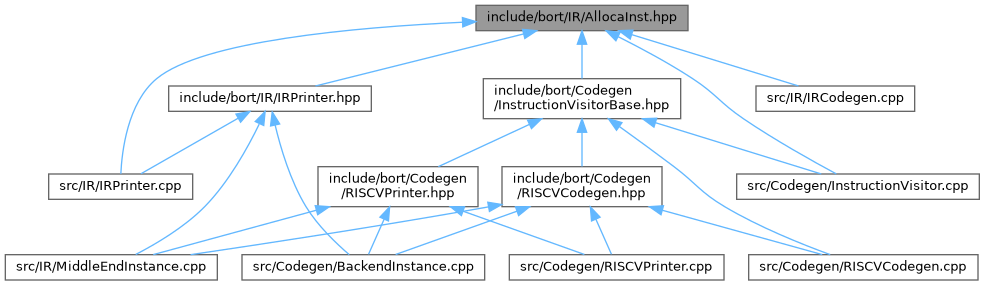 include/bort/IR/AllocaInst.hpp
include/bort/IR/IRPrinter.hpp
include/bort/Codegen
/InstructionVisitorBase.hpp
src/IR/IRCodegen.cpp
src/IR/IRPrinter.cpp
include/bort/Codegen
/RISCVPrinter.hpp
include/bort/Codegen
/RISCVCodegen.hpp
src/Codegen/InstructionVisitor.cpp
src/IR/MiddleEndInstance.cpp
src/Codegen/BackendInstance.cpp
src/Codegen/RISCVPrinter.cpp
src/Codegen/RISCVCodegen.cpp